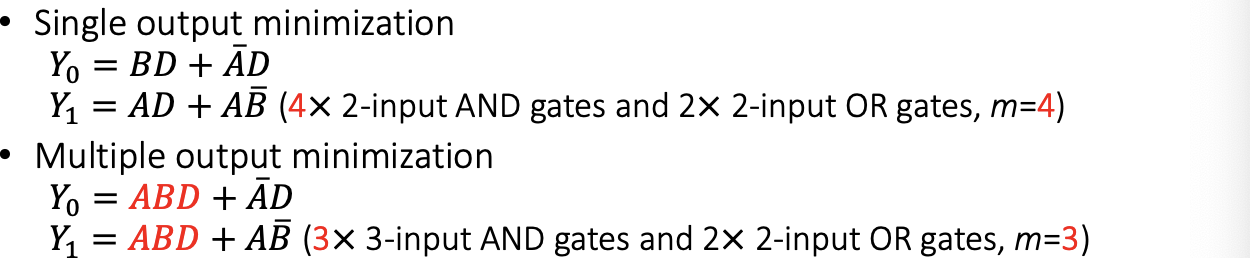 • Single output minimization
Y₀ = BD + ĀD
Y₁ = AD + AB̄ (4× 2-input AND gates and 2× 2-input OR gates, m=4)
• Multiple output minimization
Y₀ = ABD + ĀD
Y₁ = ABD + AB̄ (3× 3-input AND gates and 2× 2-input OR gates, m=3)